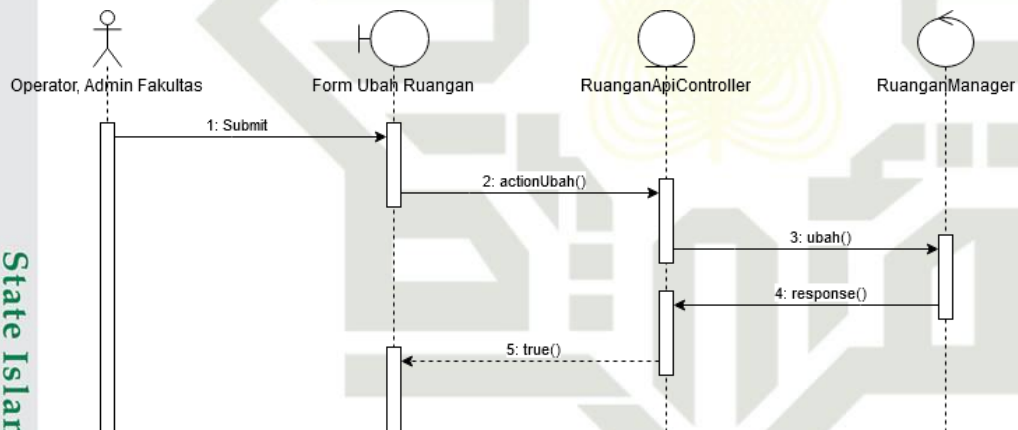 Operator, Admin Fakultas
Form Ubah Ruangan
RuanganApiController
RuanganManager
1: Submit
2: actionUbah()
3: ubah()
4: response()
5: true()
State Islam